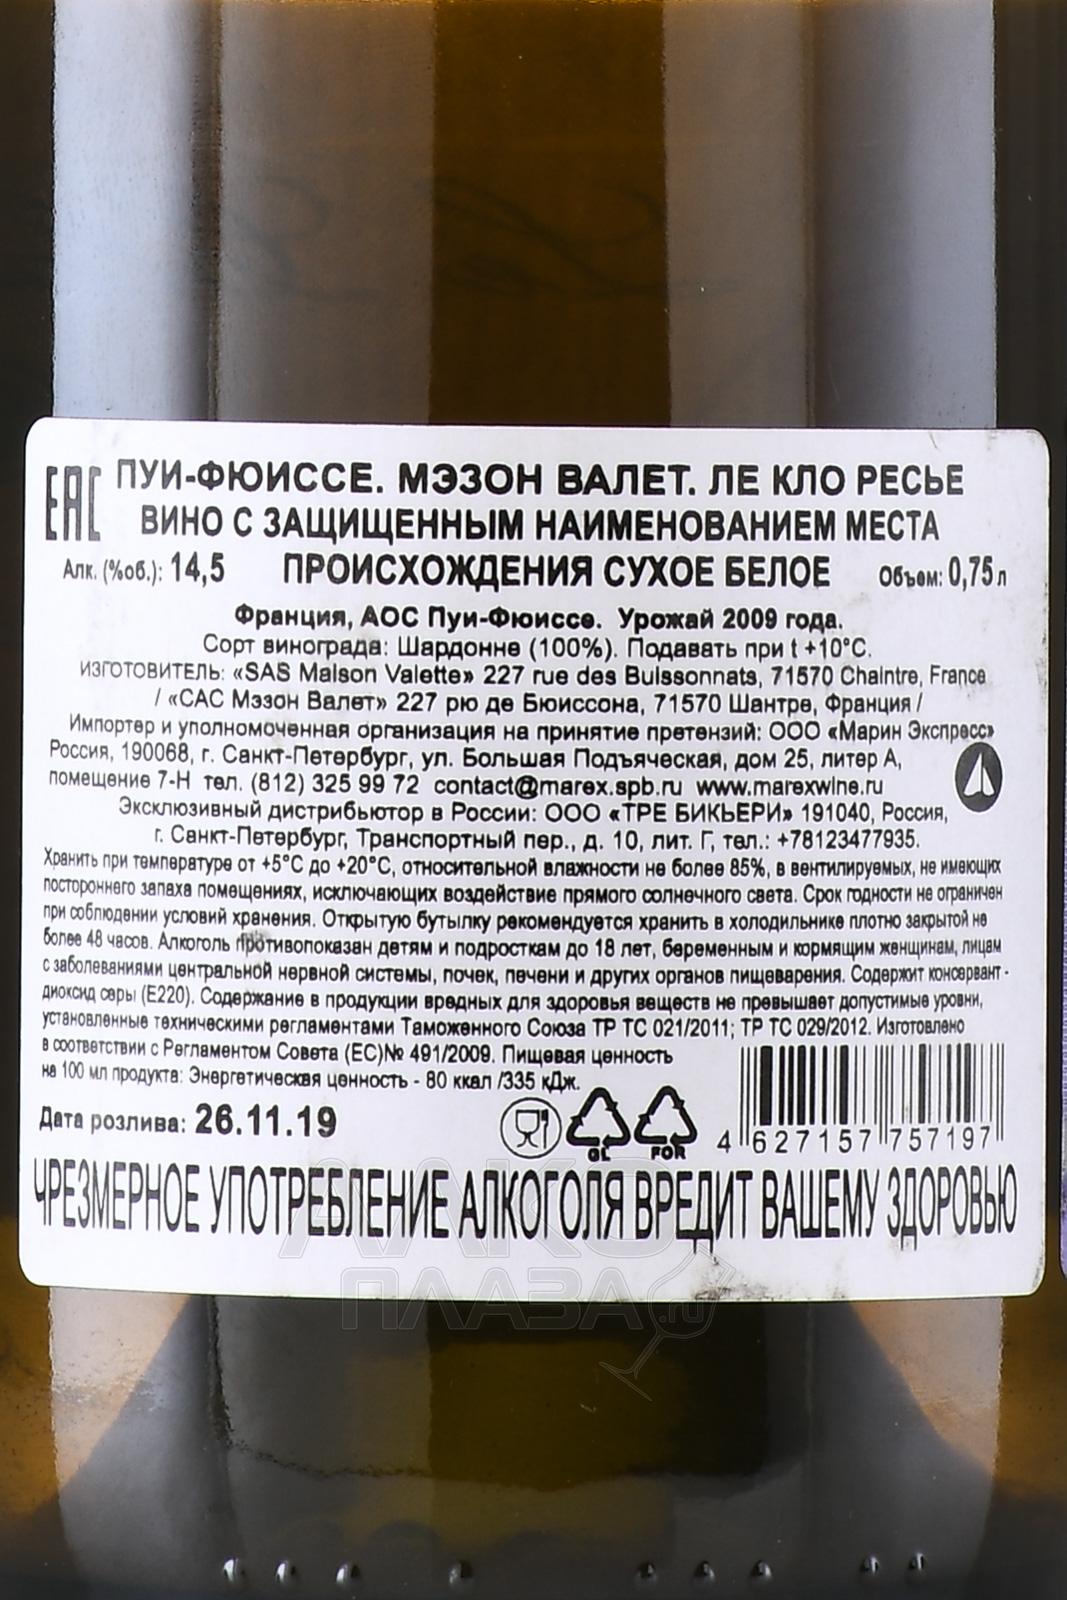 EAC ПУИ-ФЮИССЕ. МЭЗОН ВАЛЕТ. ЛЕ КЛО РЕСЬЕ
ВИНО С ЗАЩИЩЕННЫМ НАИМЕНОВАНИЕМ МЕСТА
Алк. (%об.): 14,5 ПРОИСХОЖДЕНИЯ СУХОЕ БЕЛОЕ Объем: 0,75 л
Франция, АОС Пуи-Фюиссе. Урожай 2009 года.
Сорт винограда: Шардонне (100%). Подавать при t +10°C.
ИЗГОТОВИТЕЛЬ: «SAS Maison Valette» 227 rue des Buissonnats, 71570 Chaintre, France
/ «САС Мэзон Валет» 227 рю де Бюиссона, 71570 Шантре, Франция /
Импортер и уполномоченная организация на принятие претензий: ООО «Марин Экспресс»
Россия, 190068, г. Санкт-Петербург, ул. Большая Подъяческая, дом 25, литер А,
помещение 7-Н тел. (812) 325 99 72 contact@marex.spb.ru www.marexwine.ru
Эксклюзивный дистрибьютор в России: ООО «ТРЕ БИКЬЕРИ» 191040, Россия,
г. Санкт-Петербург, Транспортный пер., д. 10, лит. Г, тел.: +78123477935.
Хранить при температуре от +5°C до +20°C, относительной влажности не более 85%, в вентилируемых, не имеющих
постороннего запаха помещениях, исключающих воздействие прямого солнечного света. Срок годности не ограничен
при соблюдении условий хранения. Открытую бутылку рекомендуется хранить в холодильнике плотно закрытой не
более 48 часов. Алкоголь противопоказан детям и подросткам до 18 лет, беременным и кормящим женщинам, лицам
с заболеваниями центральной нервной системы, почек, печени и других органов пищеварения. Содержит консервант -
диоксид серы (Е220). Содержание в продукции вредных для здоровья веществ не превышает допустимые уровни,
установленные техническими регламентами Таможенного Союза ТР ТС 021/2011; ТР ТС 029/2012. Изготовлено
в соответствии с Регламентом Совета (ЕС)№ 491/2009. Пищевая ценность
на 100 мл продукта: Энергетическая ценность - 80 ккал /335 кДж.
Дата розлива: 26.11.19 GL FOR 4 627157 757197
ЧРЕЗМЕРНОЕ УПОТРЕБЛЕНИЕ АЛКОГОЛЯ ВРЕДИТ ВАШЕМУ ЗДОРОВЬЮ
АЛКО
ПЛАЗА.ru